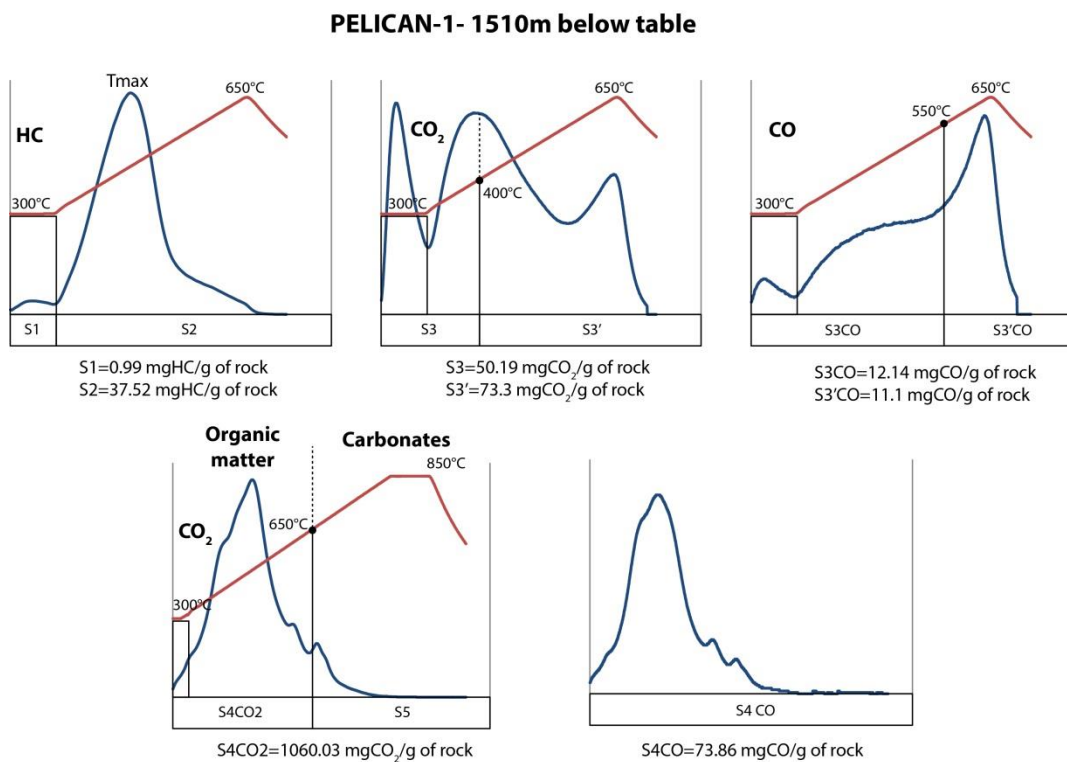 PELICAN-1- 1510m below table
Tmax
650°C
HC
300°C
S1
S2
S1=0.99 mgHC/g of rock
S2=37.52 mgHC/g of rock
650°C
CO₂
300°C
400°C
S3
S3'
S3=50.19 mgCO₂/g of rock
S3'=73.3 mgCO₂/g of rock
650°C
550°C
CO
300°C
S3CO
S3'CO
S3CO=12.14 mgCO/g of rock
S3'CO=11.1 mgCO/g of rock
Organic
matter
Carbonates
850°C
CO₂
650°C
300°C
S4CO2
S5
S4CO2=1060.03 mgCO₂/g of rock
S4 CO
S4CO=73.86 mgCO/g of rock